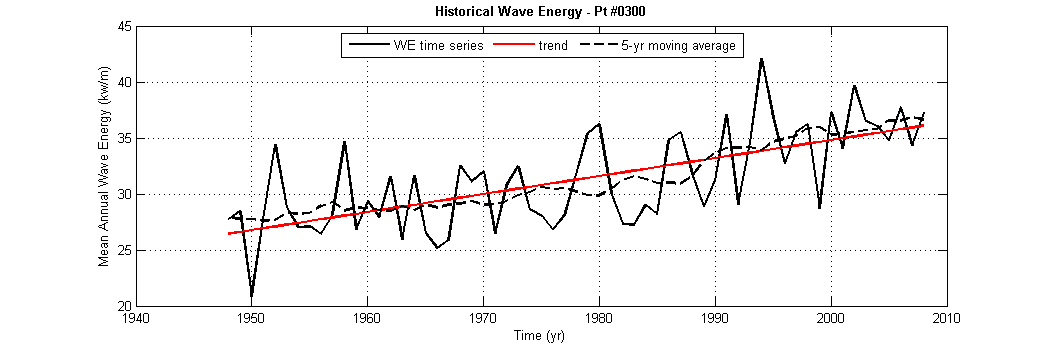 Historical Wave Energy - Pt #0300
WE time series trend 5-yr moving average
Mean Annual Wave Energy (kw/m)
45
40
35
30
25
20
1940 1950 1960 1970 1980 1990 2000 2010
Time (yr)